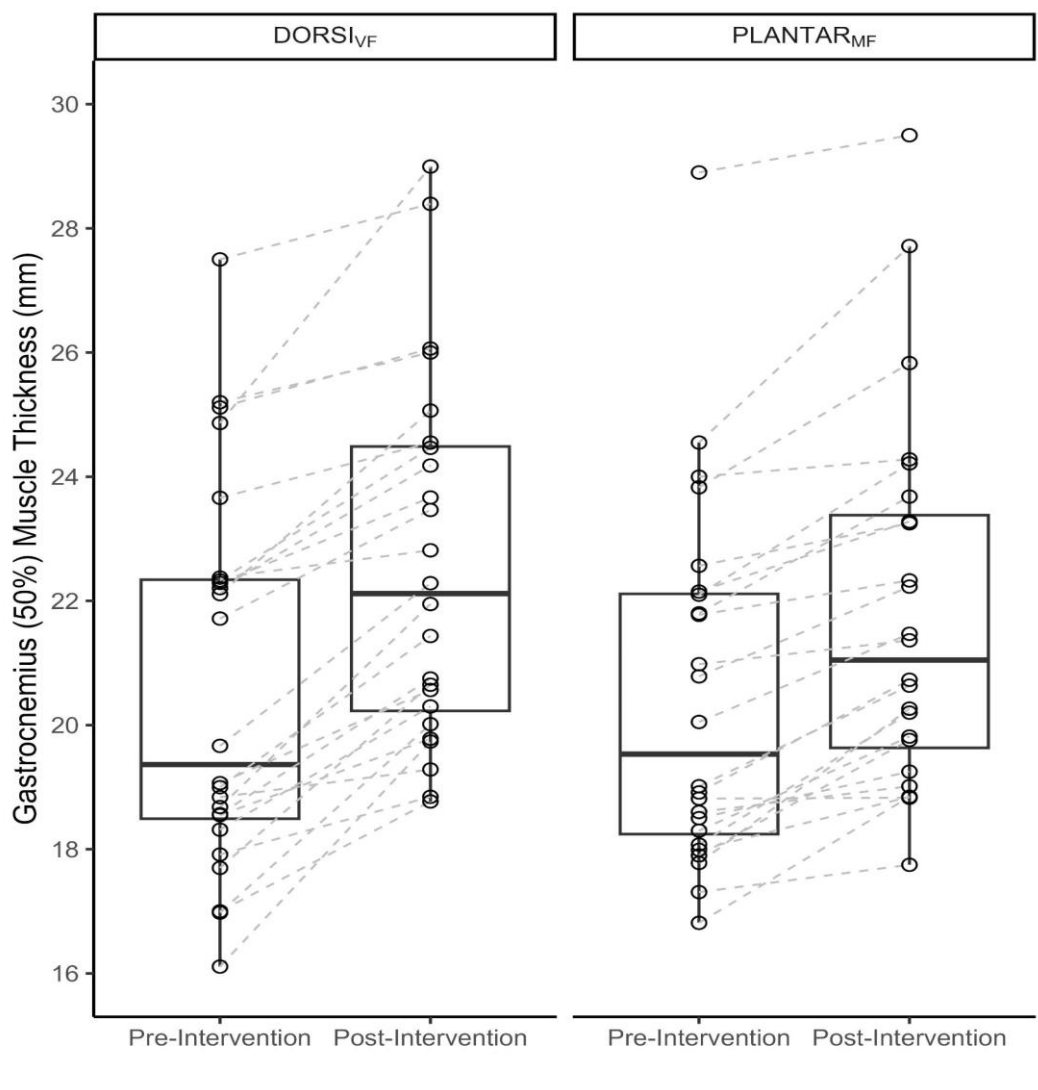 DORSIVF
PLANTARMF
Gastrocnemius (50%) Muscle Thickness (mm)
30
28
26
24
22
20
18
16
Pre-Intervention Post-Intervention
Pre-Intervention Post-Intervention